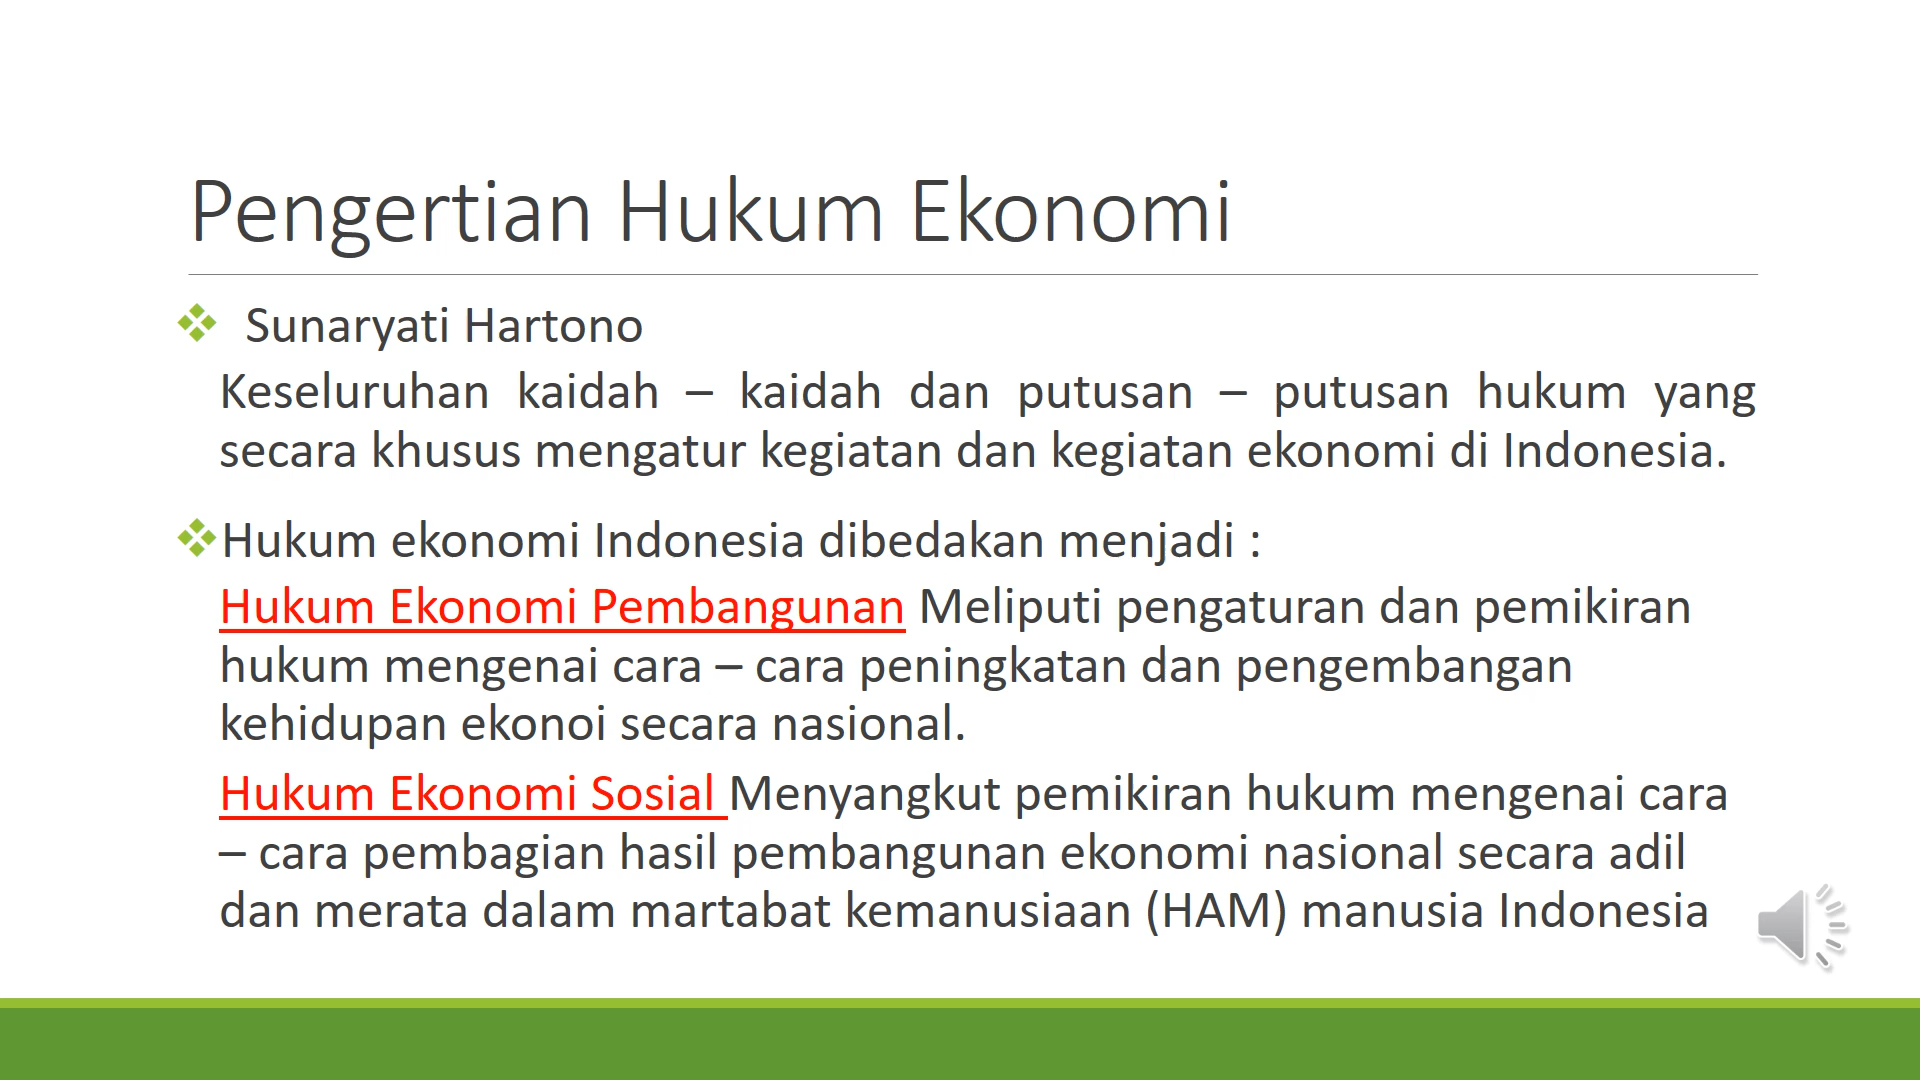 Pengertian Hukum Ekonomi
Sunaryati Hartono
Keseluruhan kaidah – kaidah dan putusan – putusan hukum yang
secara khusus mengatur kegiatan dan kegiatan ekonomi di Indonesia.
Hukum ekonomi Indonesia dibedakan menjadi :
Hukum Ekonomi Pembangunan Meliputi pengaturan dan pemikiran
hukum mengenai cara – cara peningkatan dan pengembangan
kehidupan ekonoi secara nasional.
Hukum Ekonomi Sosial Menyangkut pemikiran hukum mengenai cara
– cara pembagian hasil pembangunan ekonomi nasional secara adil
dan merata dalam martabat kemanusiaan (HAM) manusia Indonesia